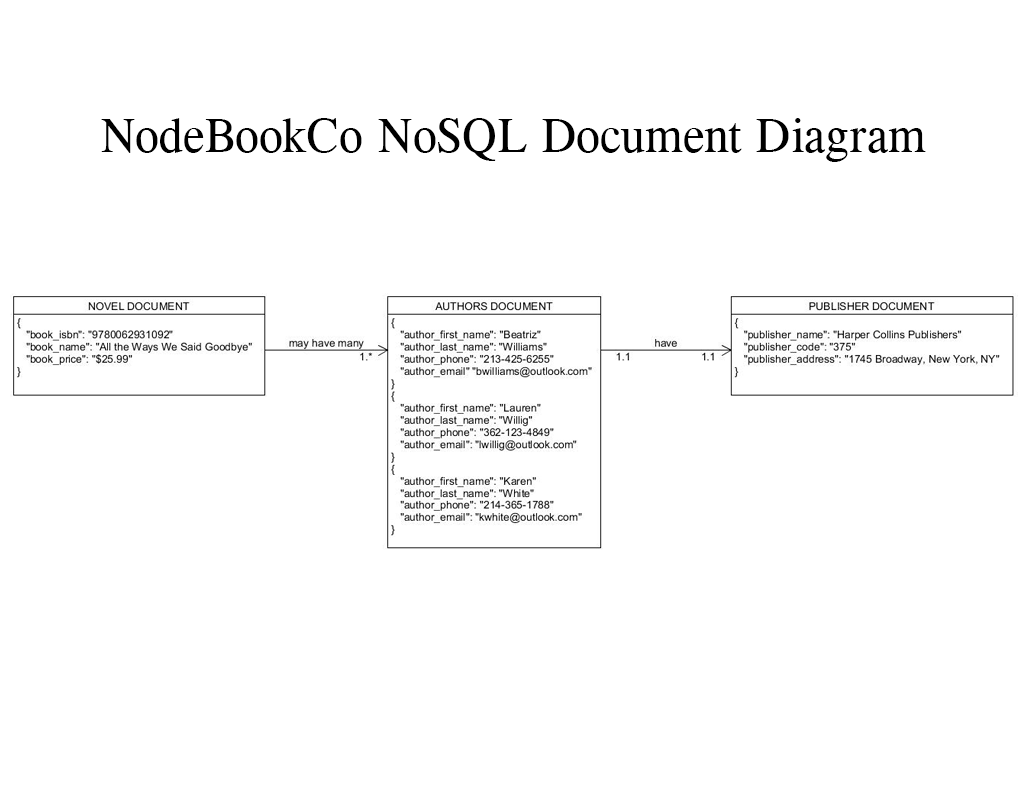 NodeBookCo NoSQL Document Diagram
NOVEL DOCUMENT
{
"book_isbn": "9780062931092"
"book_name": "All the Ways We Said Goodbye"
"book_price": "$25.99"
}
may have many
1.*
AUTHORS DOCUMENT
{
"author_first_name": "Beatriz"
"author_last_name": "Williams"
"author_phone": "213-425-6255"
"author_email" "bwilliams@outlook.com"
}
{
"author_first_name": "Lauren"
"author_last_name": "Willig"
"author_phone": "362-123-4849"
"author_email": "lwillig@outlook.com"
}
{
"author_first_name": "Karen"
"author_last_name": "White"
"author_phone": "214-365-1788"
"author_email": "kwhite@outlook.com"
}
have
1.1 1.1
PUBLISHER DOCUMENT
{
"publisher_name": "Harper Collins Publishers"
"publisher_code": "375"
"publisher_address": "1745 Broadway, New York, NY"
}